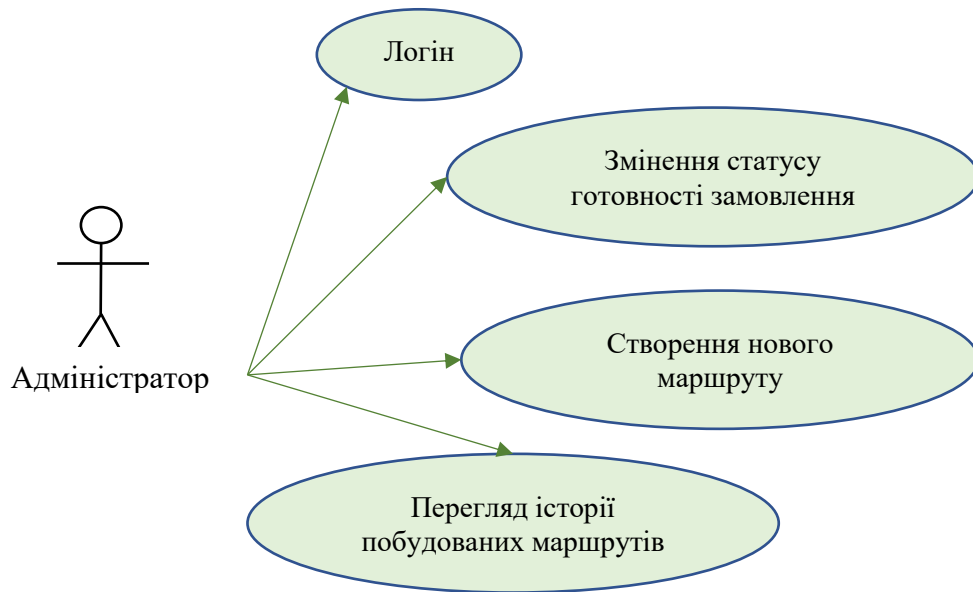 Логін
Змінення статусу
готовності замовлення
Адміністратор
Створення нового
маршруту
Перегляд історії
побудованих маршрутів